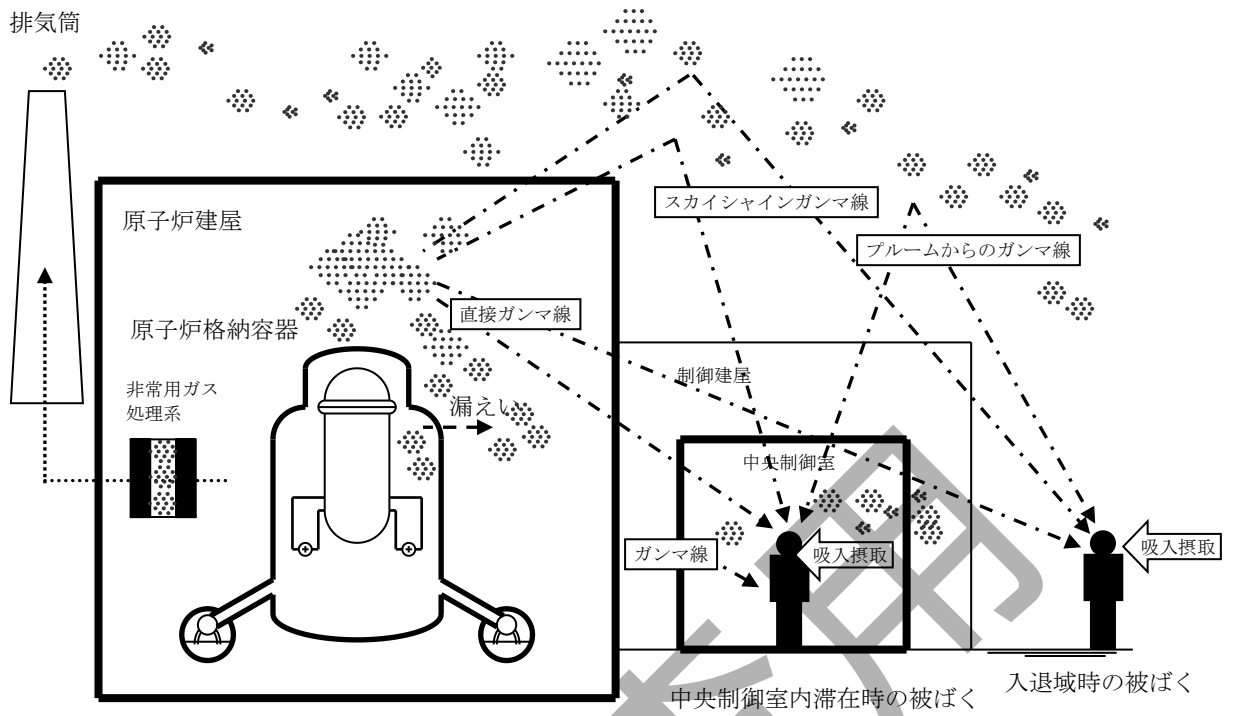 排気筒
原子炉建屋
スカイシャインガンマ線
プルームからのガンマ線
直接ガンマ線
原子炉格納容器
制御建屋
非常用ガス
処理系
漏えい
中央制御室
ガンマ線
吸入摂取
吸入摂取
中央制御室内滞在時の被ばく
入退域時の被ばく
用